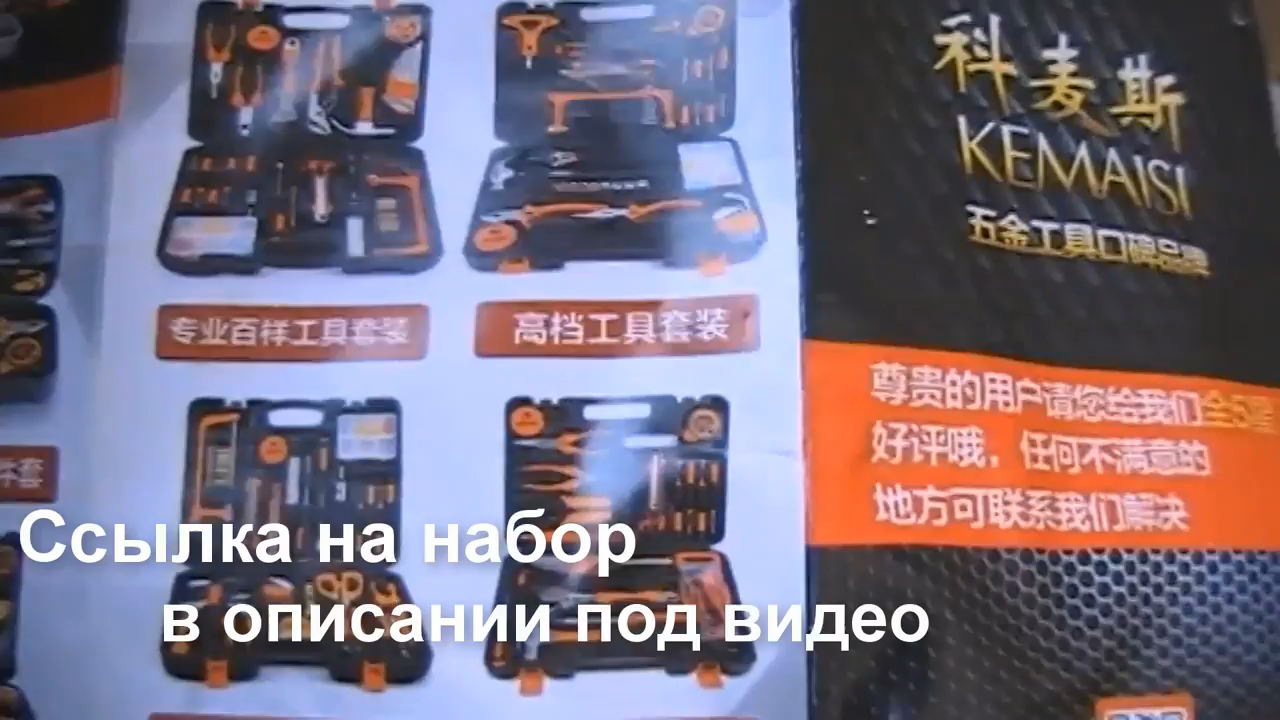 科麦斯
KEMAISI
五金工具口碑品牌
专业百样工具套装
高档工具套装
尊贵的用户请您给我们全5星
好评哦，任何不满意的
地方可联系我们解决
件套
Ссылка на набор
в описании под видео